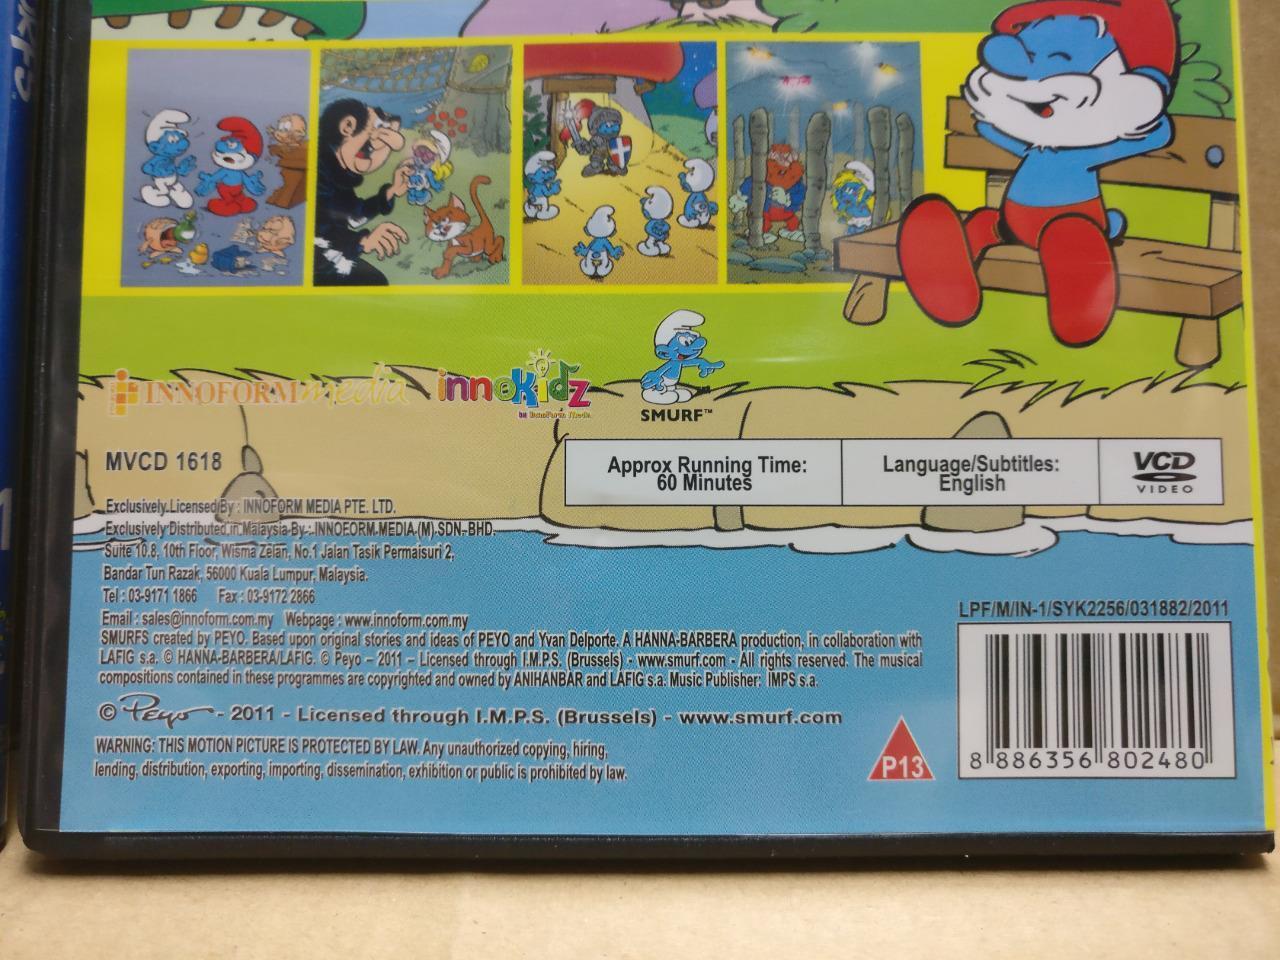 INNOFORM media
innokidz
by InnoForm Media
SMURF™
MVCD 1618
Approx Running Time:
60 Minutes
Language/Subtitles:
English
VCD
VIDEO
Exclusively Licensed By : INNOFORM MEDIA PTE. LTD.
Exclusively Distributed in Malaysia By : INNOFORM MEDIA (M) SDN BHD.
Suite 10.8, 10th Floor, Wisma Zelan, No.1 Jalan Tasik Permaisuri 2,
Bandar Tun Razak, 56000 Kuala Lumpur, Malaysia.
Tel : 03-9171 1866 Fax : 03-9172 2866
Email : sales@innoform.com.my Webpage : www.innoform.com.my
SMURFS created by PEYO. Based upon original stories and ideas of PEYO and Yvan Delporte. A HANNA-BARBERA production, in collaboration with
LAFIG s.a. © HANNA-BARBERA/LAFIG. © Peyo – 2011 – Licensed through I.M.P.S. (Brussels) - www.smurf.com - All rights reserved. The musical
compositions contained in these programmes are copyrighted and owned by ANIHANBAR and LAFIG s.a. Music Publisher: IMPS s.a.
© Peyo - 2011 - Licensed through I.M.P.S. (Brussels) - www.smurf.com
WARNING: THIS MOTION PICTURE IS PROTECTED BY LAW. Any unauthorized copying, hiring,
lending, distribution, exporting, importing, dissemination, exhibition or public is prohibited by law.
P13
LPF/M/IN-1/SYK2256/031882/2011
8 886356 802480